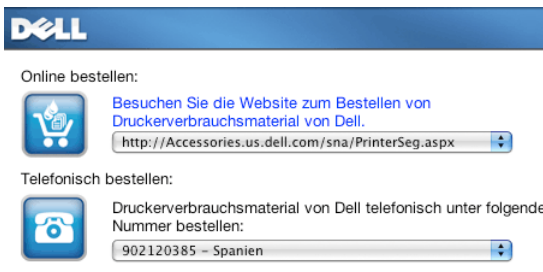 DELL
Online bestellen:
Besuchen Sie die Website zum Bestellen von
Druckerverbrauchsmaterial von Dell.
http://Accessories.us.dell.com/sna/PrinterSeg.aspx
Telefonisch bestellen:
Druckerverbrauchsmaterial von Dell telefonisch unter folgende
Nummer bestellen:
902120385 – Spanien